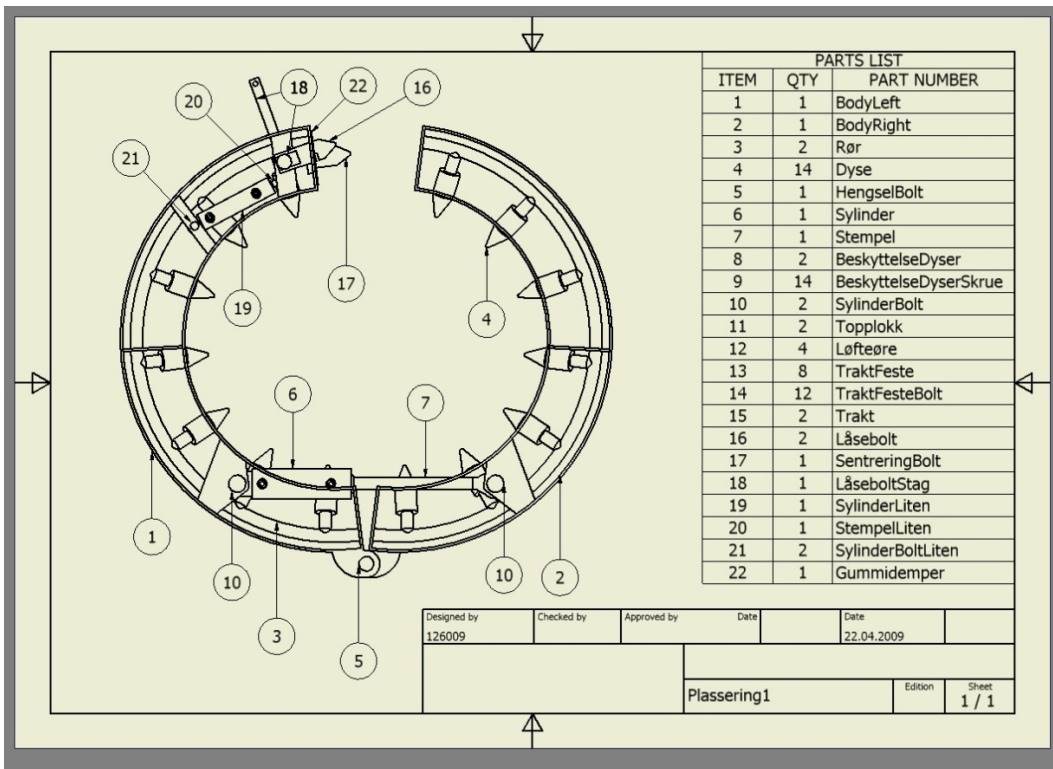 PARTS LIST
ITEM QTY PART NUMBER
1 1 BodyLeft
2 1 BodyRight
3 2 Rør
4 14 Dyse
5 1 HengselBolt
6 1 Sylinder
7 1 Stempel
8 2 BeskyttelseDyser
9 14 BeskyttelseDyserSkrue
10 2 SylinderBolt
11 2 Topplokk
12 4 Løfteøre
13 8 TraktFeste
14 12 TraktFesteBolt
15 2 Trakt
16 2 Låsebolt
17 1 SentreringBolt
18 1 LåseboltStag
19 1 SylinderLiten
20 1 StempelLiten
21 2 SylinderBoltLiten
22 1 Gummidemper
18
22
16
20
21
17
19
4
6
7
1
10
10
2
3
5
Designed by Checked by Approved by Date Date
126009 22.04.2009
Plassering1 Edition Sheet
1 / 1